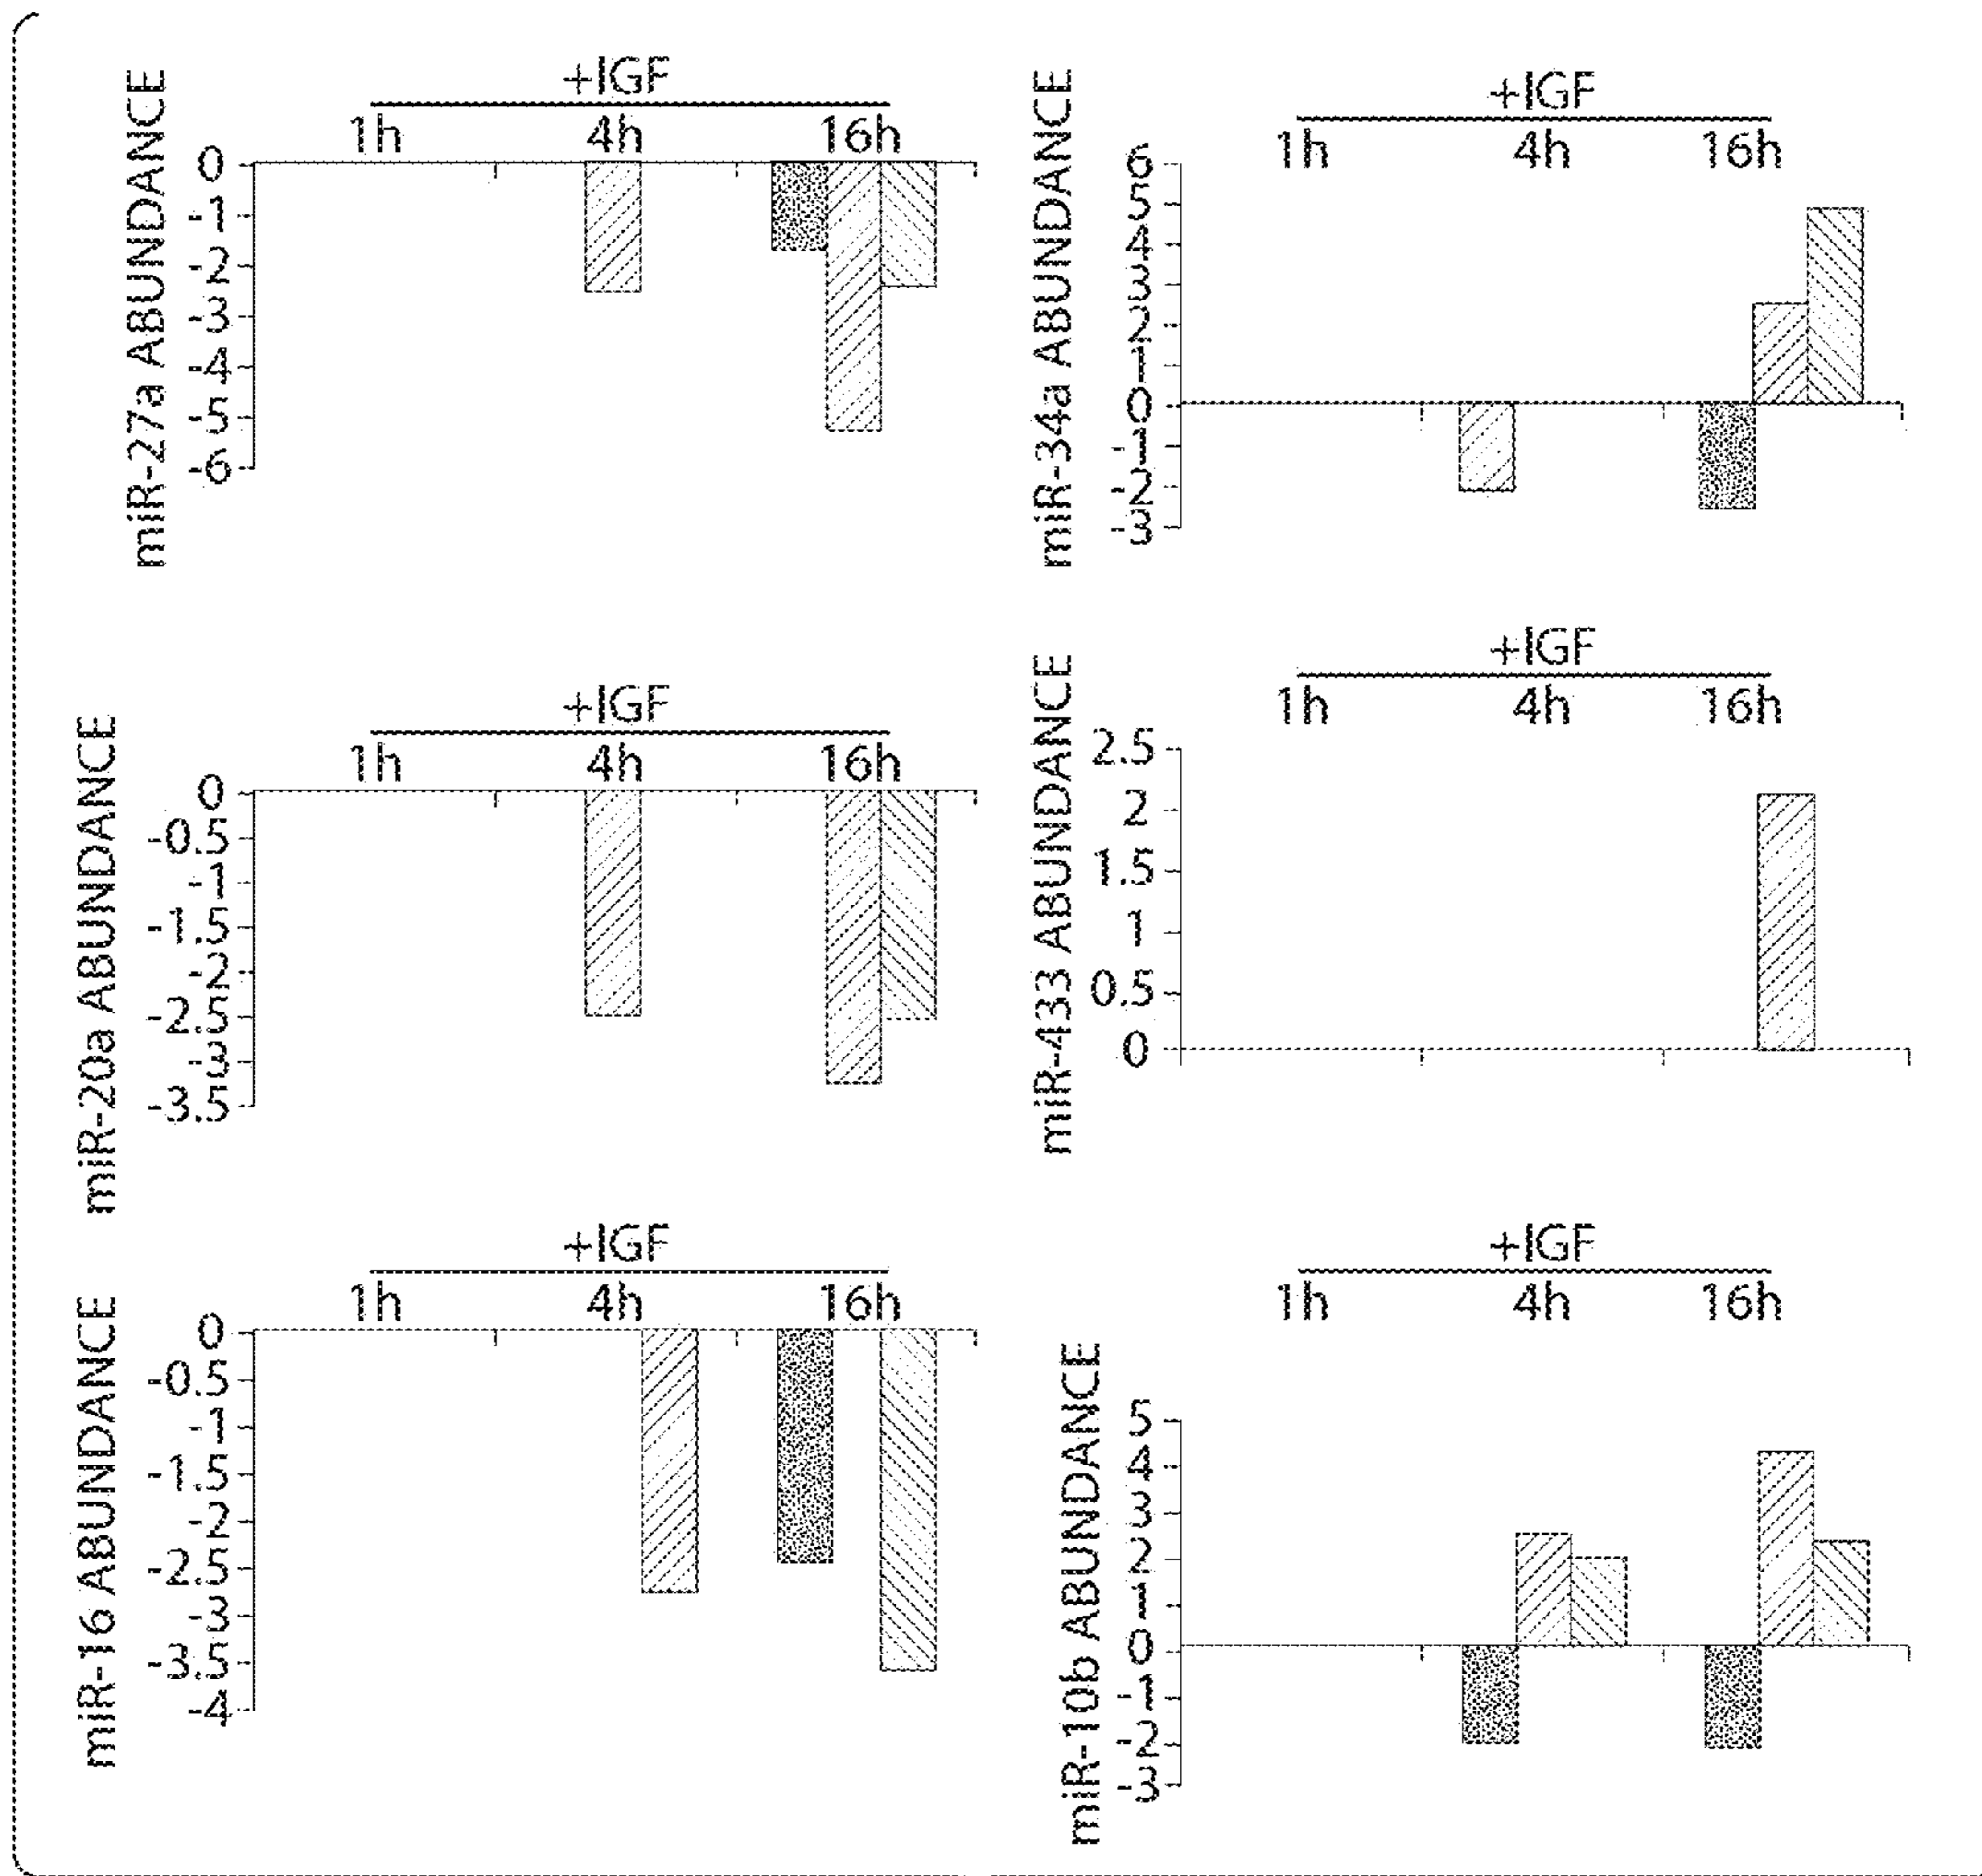 miR-27a ABUNDANCE
+IGF
1h 4h 16h
0
-1
-2
-3
-4
-5
-6
miR-34a ABUNDANCE
+IGF
1h 4h 16h
6
5
4
3
2
1
0
-1
-2
-3
miR-20a ABUNDANCE
+IGF
1h 4h 16h
0
-0.5
-1
-1.5
-2
-2.5
-3
-3.5
miR-433 ABUNDANCE
+IGF
1h 4h 16h
2.5
2
1.5
1
0.5
0
miR-16 ABUNDANCE
+IGF
1h 4h 16h
0
-0.5
-1
-1.5
-2
-2.5
-3
-3.5
-4
miR-10b ABUNDANCE
+IGF
1h 4h 16h
5
4
3
2
1
0
-1
-2
-3